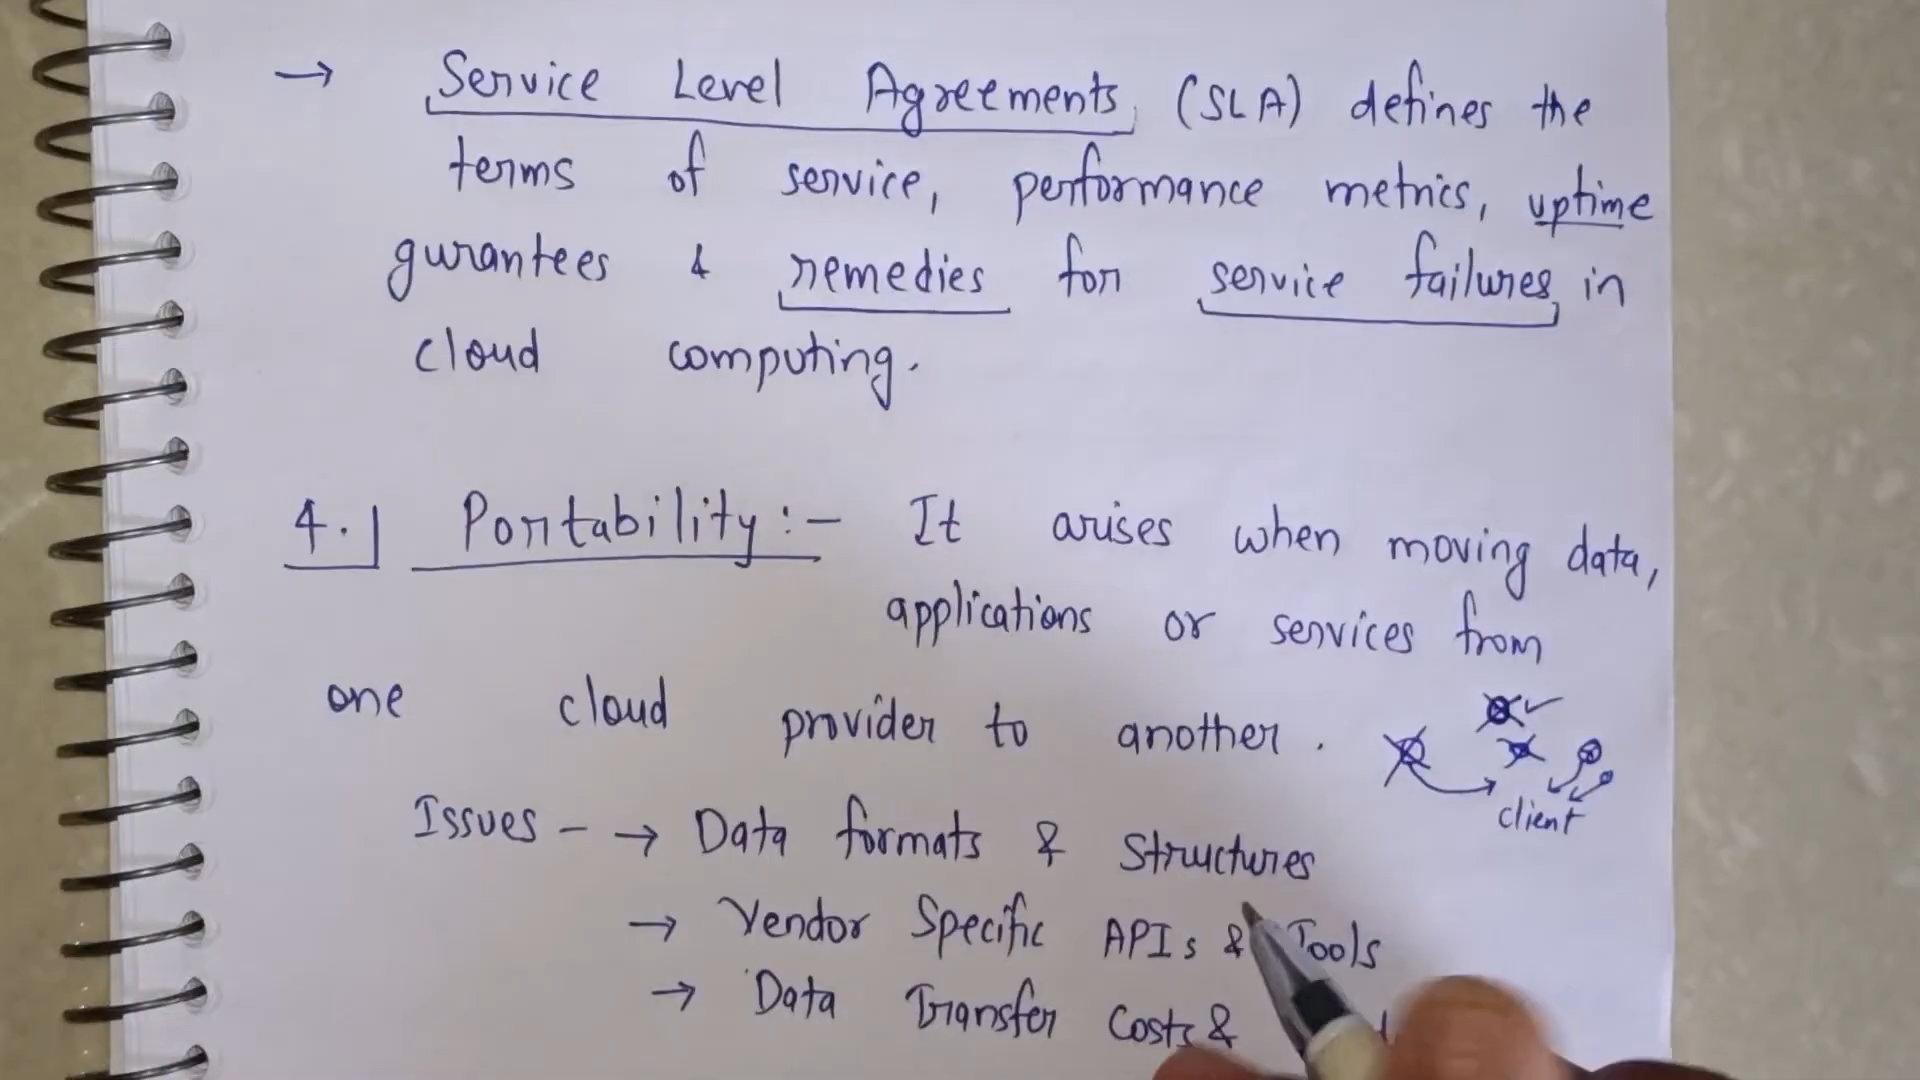 → Service Level Agreements (SLA) defines the
terms of service, performance metrics, uptime
gurantees & remedies for service failures in
cloud computing.
4.] Portability :- It arises when moving data,
applications or services from
one cloud provider to another.
client
Issues - → Data formats & Structures
→ Vendor Specific APIs & Tools
→ Data Transfer Costs &